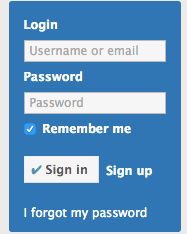 Login
Username or email
Password
Password
Remember me
✔ Sign in Sign up
I forgot my password